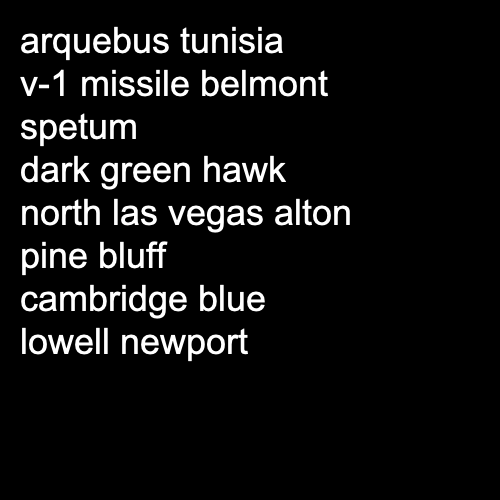 arquebus tunisia
v-1 missile belmont
spetum
dark green hawk
north las vegas alton
pine bluff
cambridge blue
lowell newport